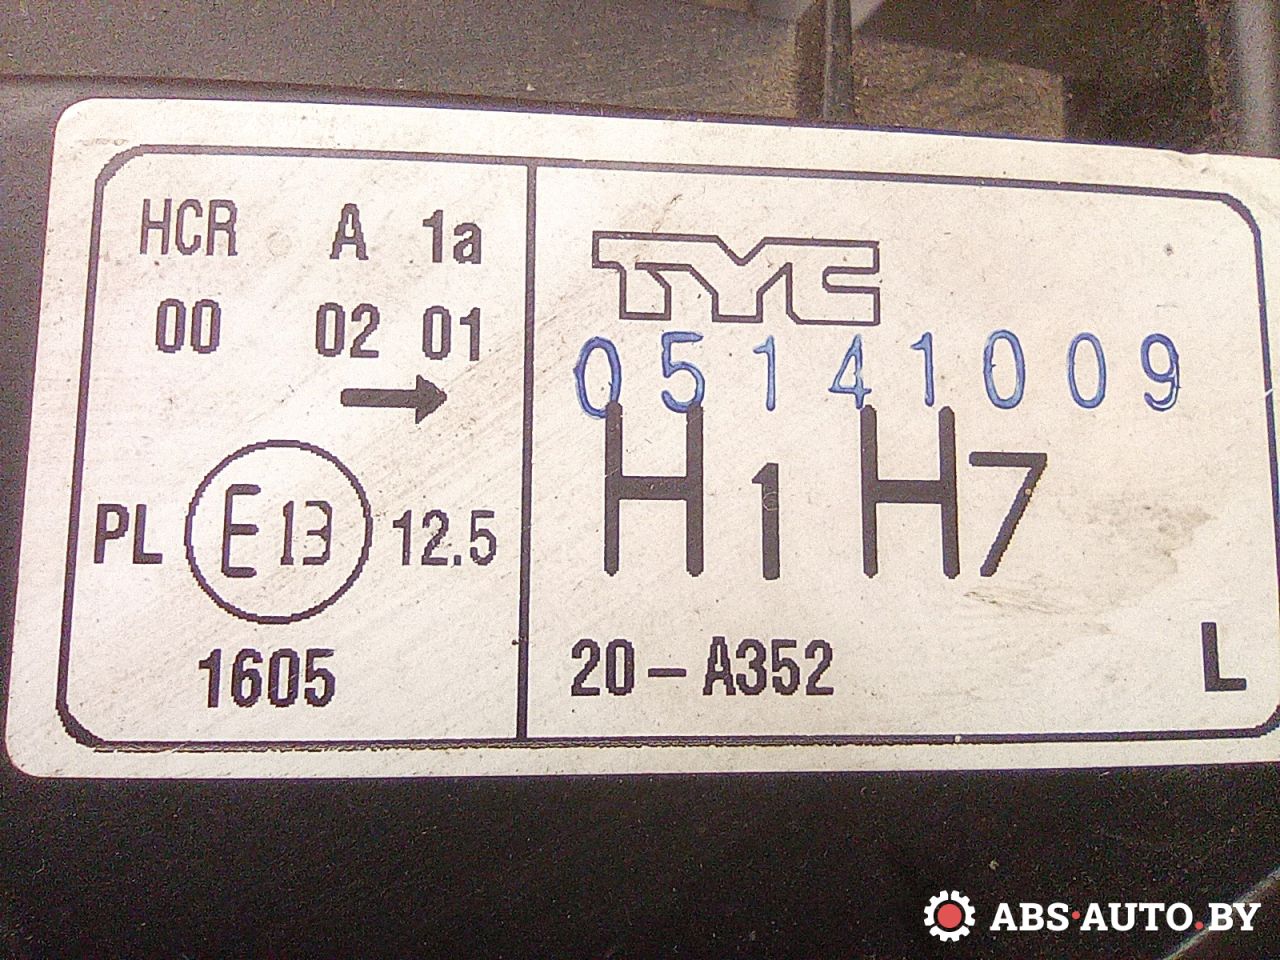 HCR A 1a
00 02 01
→
PL E13 12.5
1605
TYC
05141009
H1 H7
20-A352 L
ABS·AUTO.BY